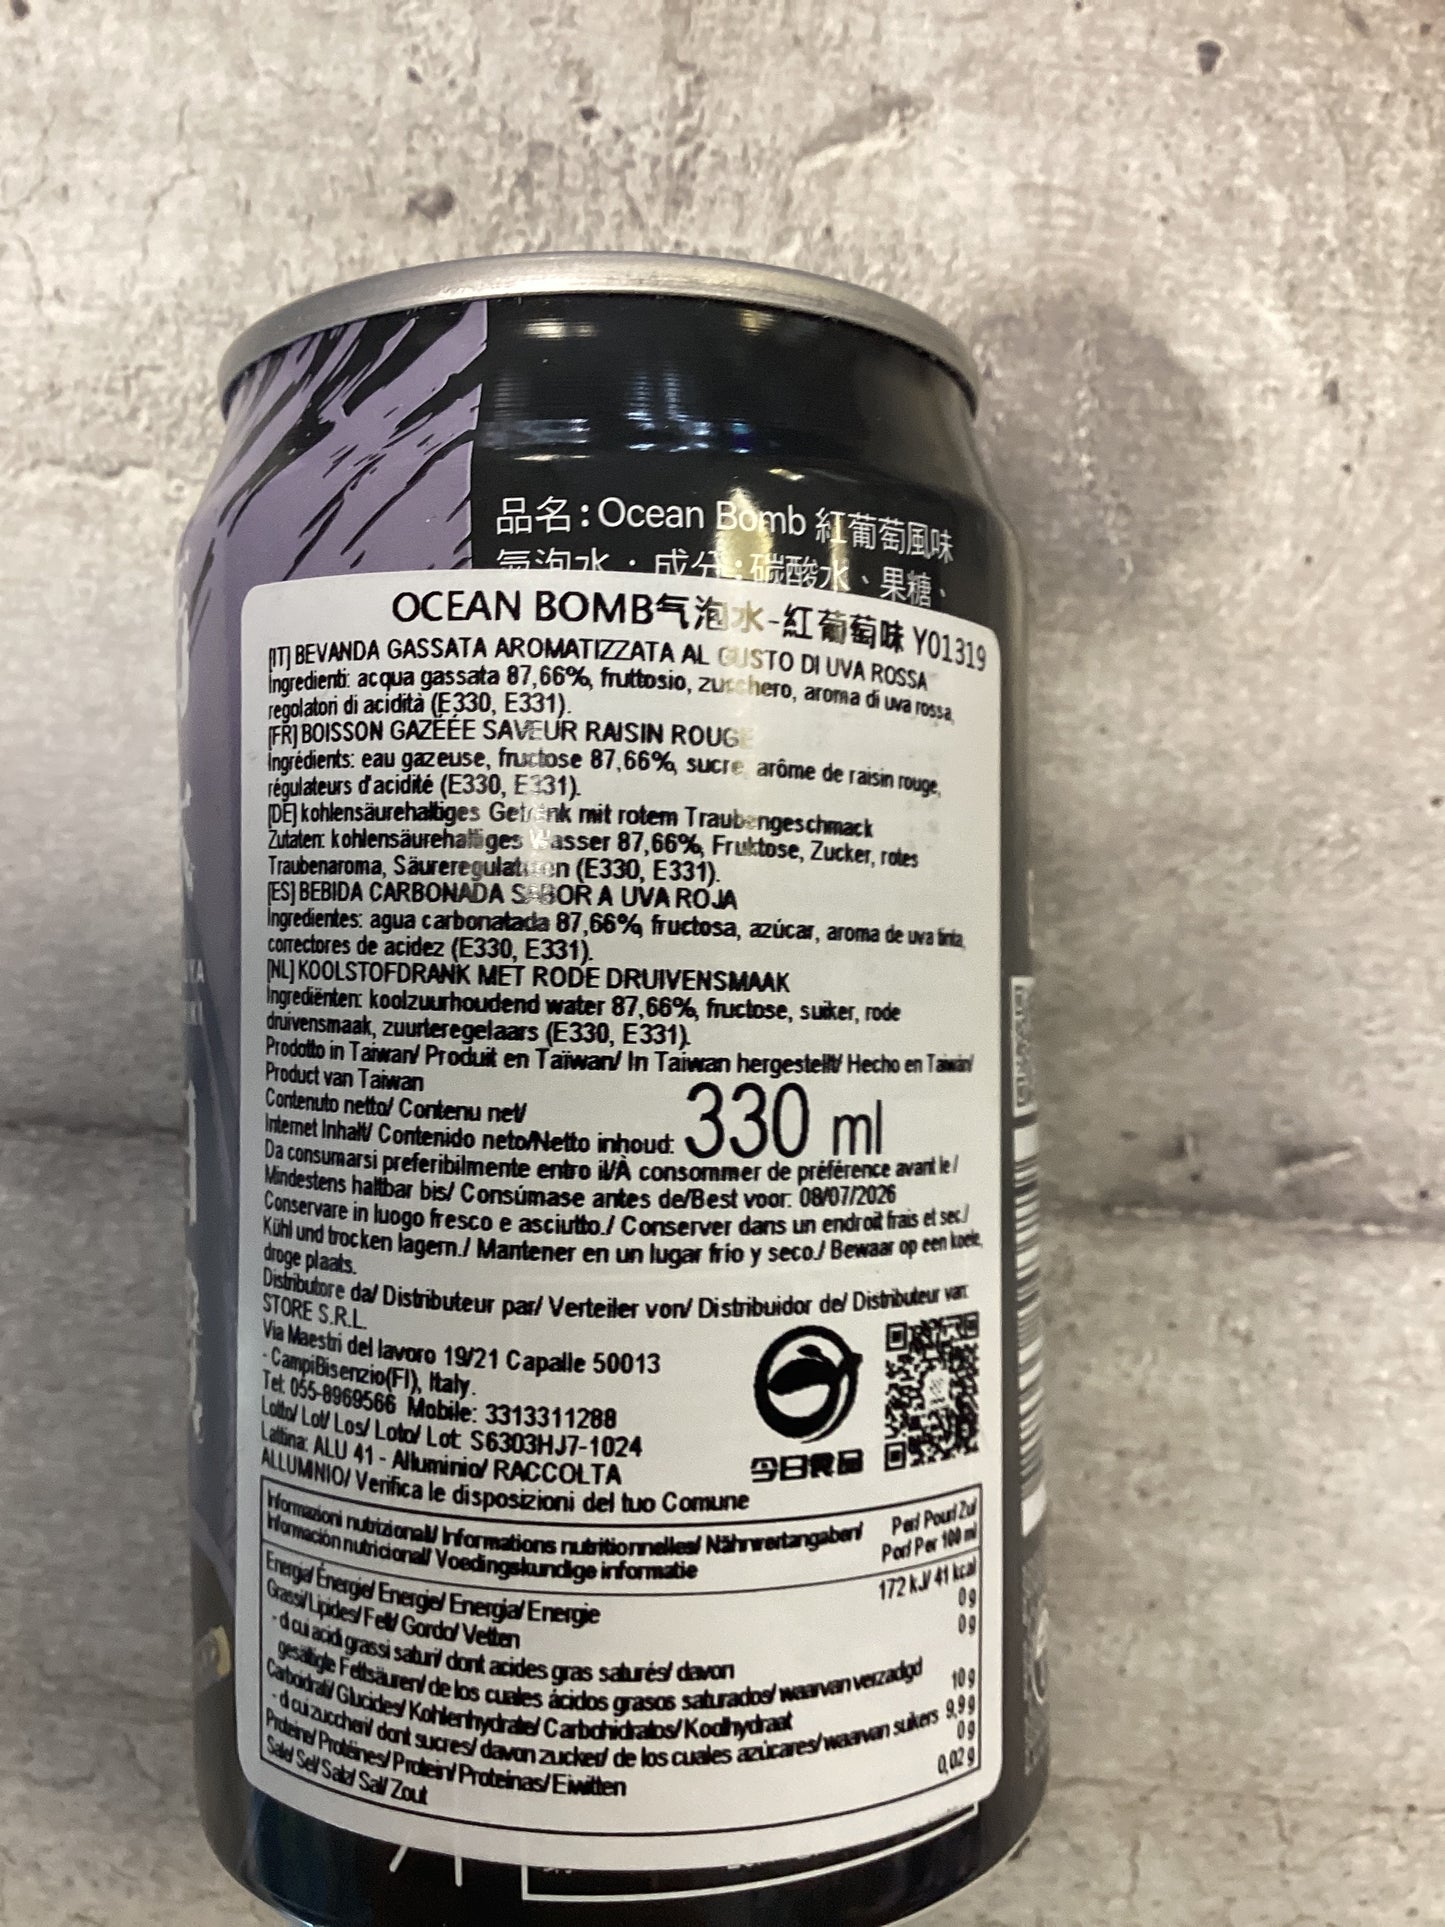 品名:Ocean Bomb 紅葡萄風味
氣泡水 · 成分:碳酸水、果糖、
OCEAN BOMB气泡水-紅葡萄味 Y01319
[IT] BEVANDA GASSATA AROMATIZZATA AL GUSTO DI UVA ROSSA
Ingredienti: acqua gassata 87,66%, fruttosio, zucchero, aroma di uva rossa,
regolatori di acidità (E330, E331).
[FR] BOISSON GAZÉÉE SAVEUR RAISIN ROUGE
Ingrédients: eau gazeuse, fructose 87,66%, sucre, arôme de raisin rouge,
régulateurs d'acidité (E330, E331).
[DE] kohlensäurehaltiges Getränk mit rotem Traubengeschmack
Zutaten: kohlensäurehaltiges Wasser 87,66%, Fruktose, Zucker, rotes
Traubenaroma, Säureregulatoren (E330, E331).
[ES] BEBIDA CARBONADA SABOR A UVA ROJA
Ingredientes: agua carbonatada 87,66%, fructosa, azúcar, aroma de uva tinta,
correctores de acidez (E330, E331).
[NL] KOOLSTOFDRANK MET RODE DRUIVENSMAAK
Ingrediënten: koolzuurhoudend water 87,66%, fructose, suiker, rode
druivensmaak, zuurteregelaars (E330, E331).
Prodotto in Taiwan/ Produit en Taïwan/ In Taiwan hergestellt/ Hecho en Taiwán/
Product van Taiwan
Contenuto netto/ Contenu net/
Internet Inhalt/ Contenido neto/Netto inhoud: 330 ml
Da consumarsi preferibilmente entro il/À consommer de préférence avant le /
Mindestens haltbar bis/ Consúmase antes de/Best voor: 08/07/2026
Conservare in luogo fresco e asciutto./ Conserver dans un endroit frais et sec./
Kühl und trocken lagern./ Mantener en un lugar frío y seco./ Bewaar op een koele,
droge plaats.
Distributore da/ Distributeur par/ Verteiler von/ Distribuidor de/ Distributeur van:
STORE S.R.L.
Via Maestri del lavoro 19/21 Capalle 50013
- CampiBisenzio(FI), Italy.
Tel: 055-8969566 Mobile: 3313311288
Lotto/ Lot/ Los/ Loto/ Lot: S6303HJ7-1024
Lattina: ALU 41 - Alluminio/ RACCOLTA
ALLUMINIO/ Verifica le disposizioni del tuo Comune
今日食品
Informazioni nutrizionali/ Informations nutritionnelles/ Nährwertangaben/ Per/ Pour/ Zu/
Información nutricional/ Voedingskundige informatie Por/ Per 100 ml
Energia/ Énergie/ Energie/ Energía/ Energie 172 kJ/ 41 kcal
Grassi/ Lipides/ Fett/ Gordo/ Vetten 0 g
- di cui acidi grassi saturi/ dont acides gras saturés/ davon 0 g
gesättigte Fettsäuren/ de los cuales ácidos grasos saturados/ waarvan verzadigd
Carboidrati/ Glucides/ Kohlenhydrate/ Carbohidratos/ Koolhydraat 10 g
- di cui zuccheri/ dont sucres/ davon zucker/ de los cuales azúcares/ waarvan suikers 9,9 g
Proteine/ Protéines/ Protein/ Proteinas/ Eiwitten 0 g
Sale/ Sel/ Salz/ Sal/ Zout 0,02 g